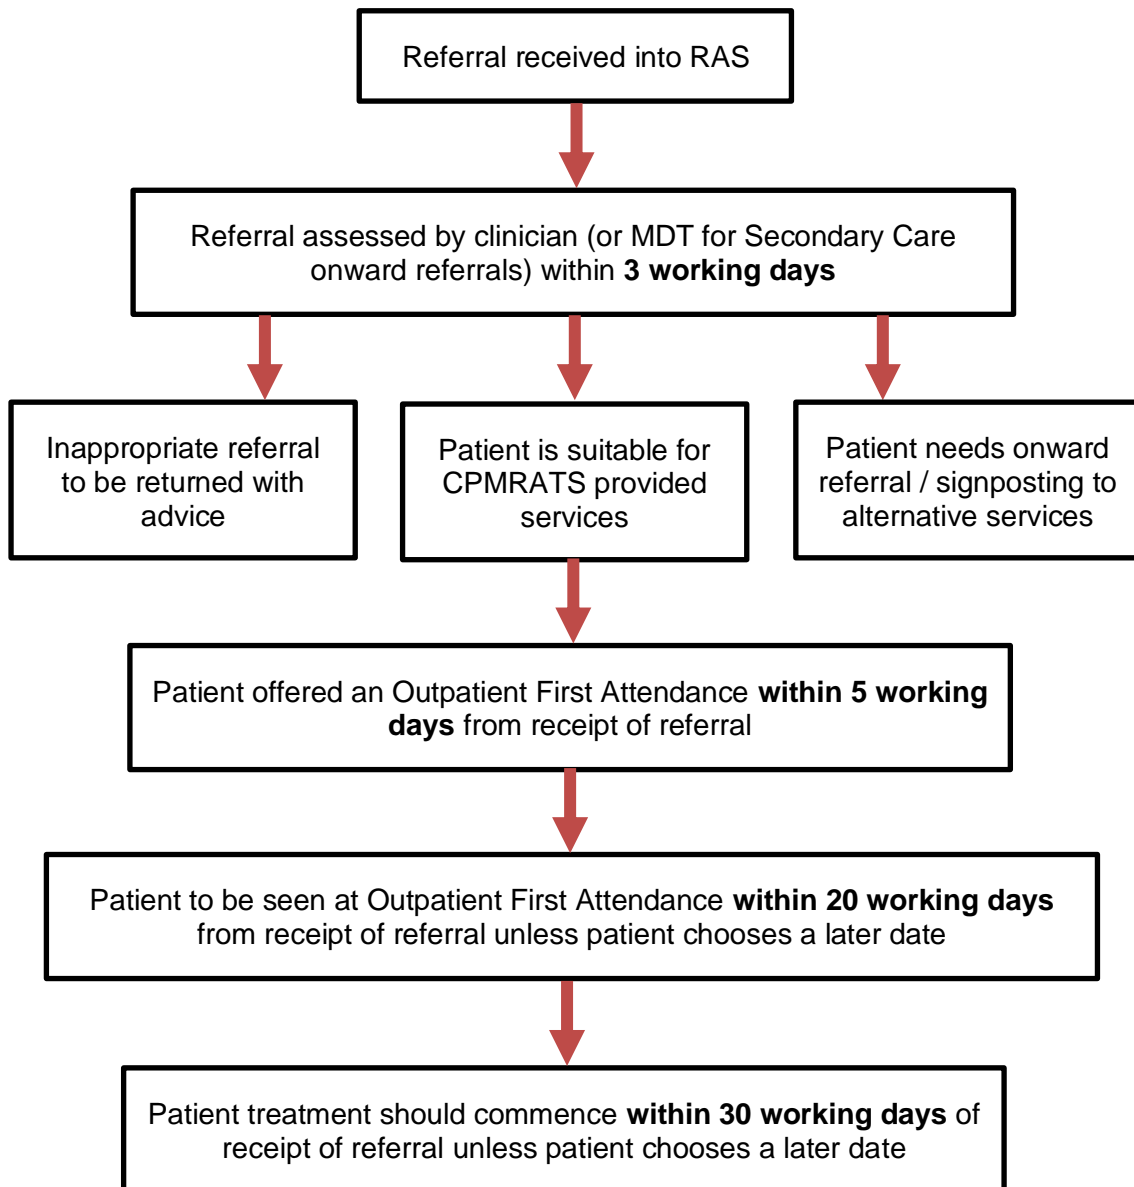 Referral received into RAS
Referral assessed by clinician (or MDT for Secondary Care
onward referrals) within 3 working days
Inappropriate referral
to be returned with
advice
Patient is suitable for
CPMRATS provided
services
Patient needs onward
referral / signposting to
alternative services
Patient offered an Outpatient First Attendance within 5 working
days from receipt of referral
Patient to be seen at Outpatient First Attendance within 20 working days
from receipt of referral unless patient chooses a later date
Patient treatment should commence within 30 working days of
receipt of referral unless patient chooses a later date